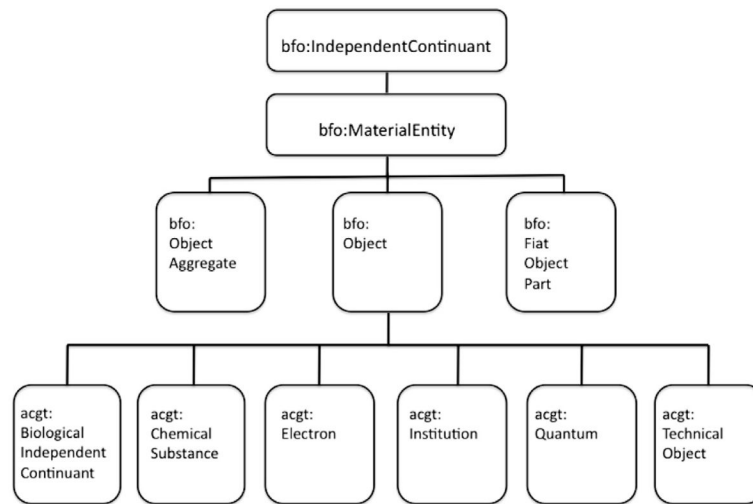 bfo:IndependentContinuant
bfo:MaterialEntity
bfo:
Object
Aggregate
bfo:
Object
bfo:
Fiat
Object
Part
acgt:
Biological
Independent
Continuant
acgt:
Chemical
Substance
acgt:
Electron
acgt:
Institution
acgt:
Quantum
acgt:
Technical
Object